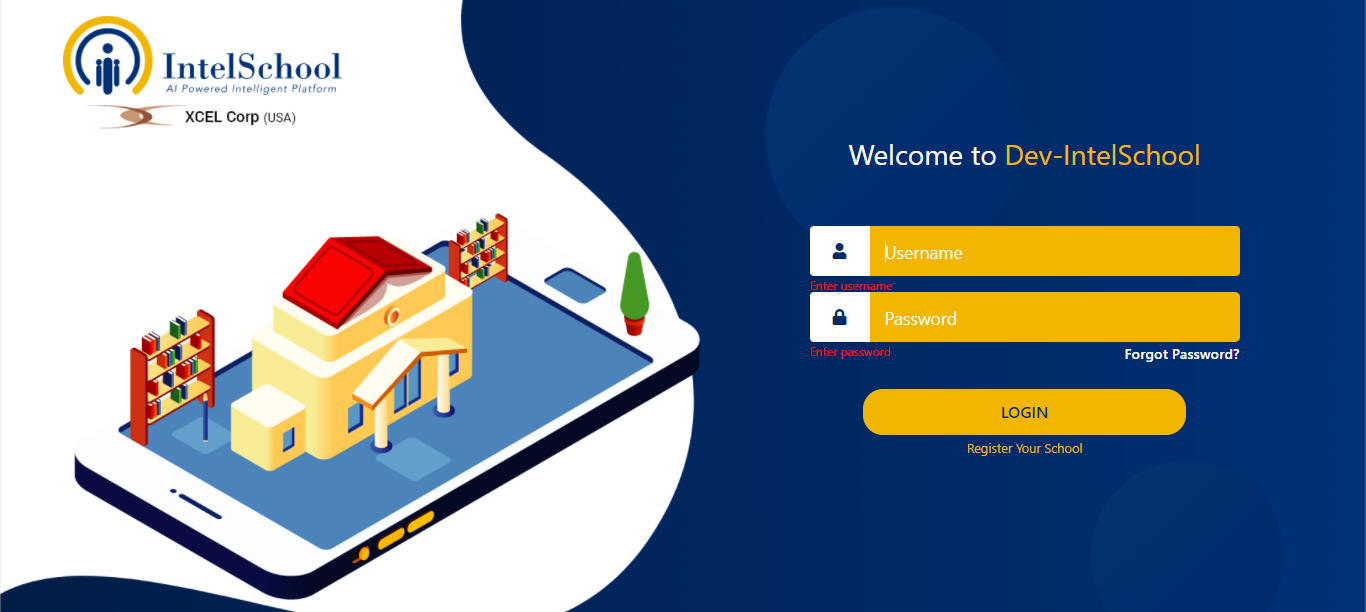 IntelSchool
AI Powered Intelligent Platform
XCEL Corp (USA)
Welcome to Dev-IntelSchool
Username
Enter username
Password
Enter password
Forgot Password?
LOGIN
Register Your School